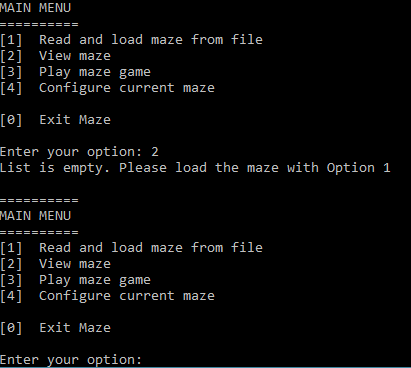 MAIN MENU
==========
[1]  Read and load maze from file
[2]  View maze
[3]  Play maze game
[4]  Configure current maze
[0]  Exit Maze
Enter your option: 2
List is empty. Please load the maze with Option 1
==========
MAIN MENU
==========
[1]  Read and load maze from file
[2]  View maze
[3]  Play maze game
[4]  Configure current maze
[0]  Exit Maze
Enter your option: